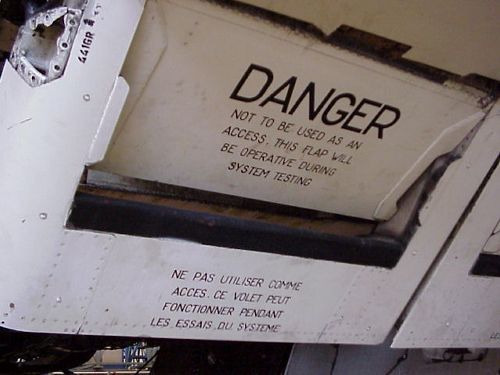 441GR
DANGER
NOT TO BE USED AS AN
ACCESS. THIS FLAP WILL
BE OPERATIVE DURING
SYSTEM TESTING
NE PAS UTILISER COMME
ACCES. CE VOLET PEUT
FONCTIONNER PENDANT
LES ESSAIS DU SYSTEME